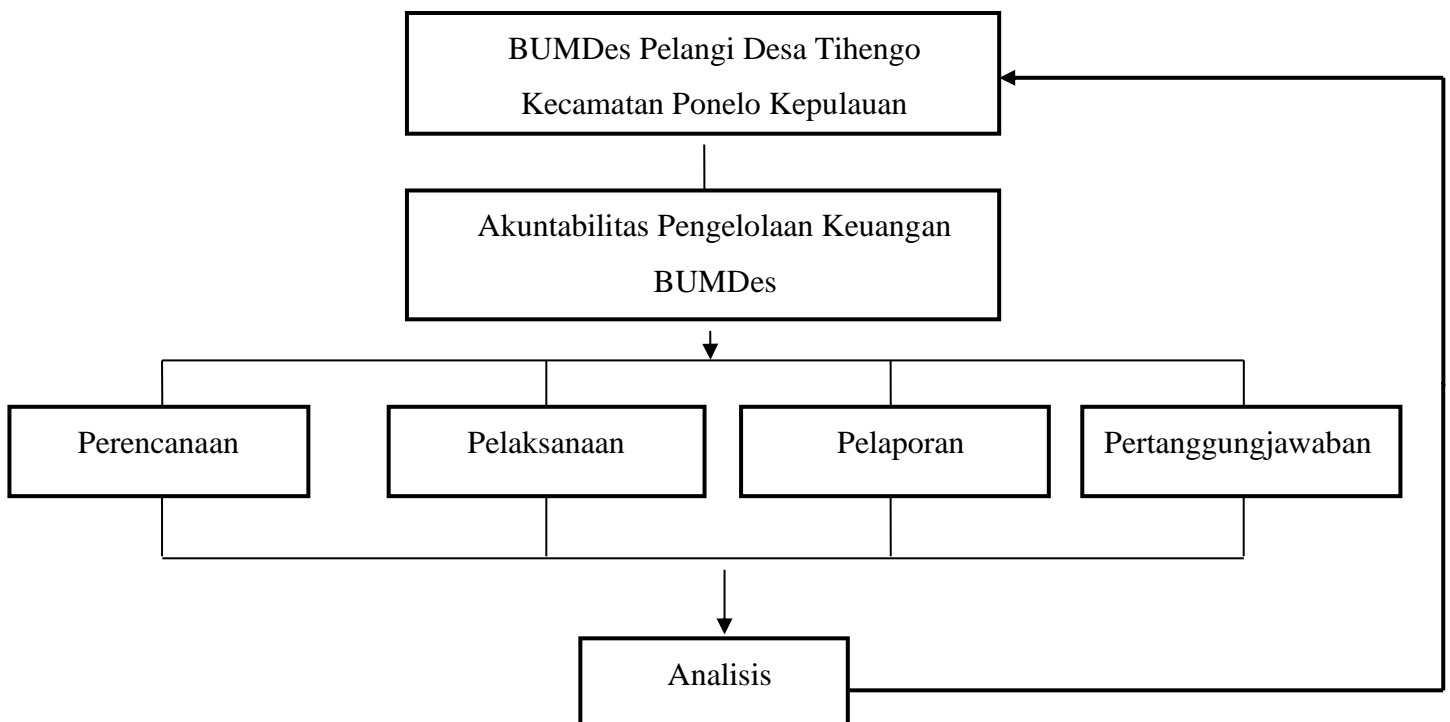 BUMDes Pelangi Desa Tihengo
Kecamatan Ponelo Kepulauan
Akuntabilitas Pengelolaan Keuangan
BUMDes
Perencanaan
Pelaksanaan
Pelaporan
Pertanggungjawaban
Analisis